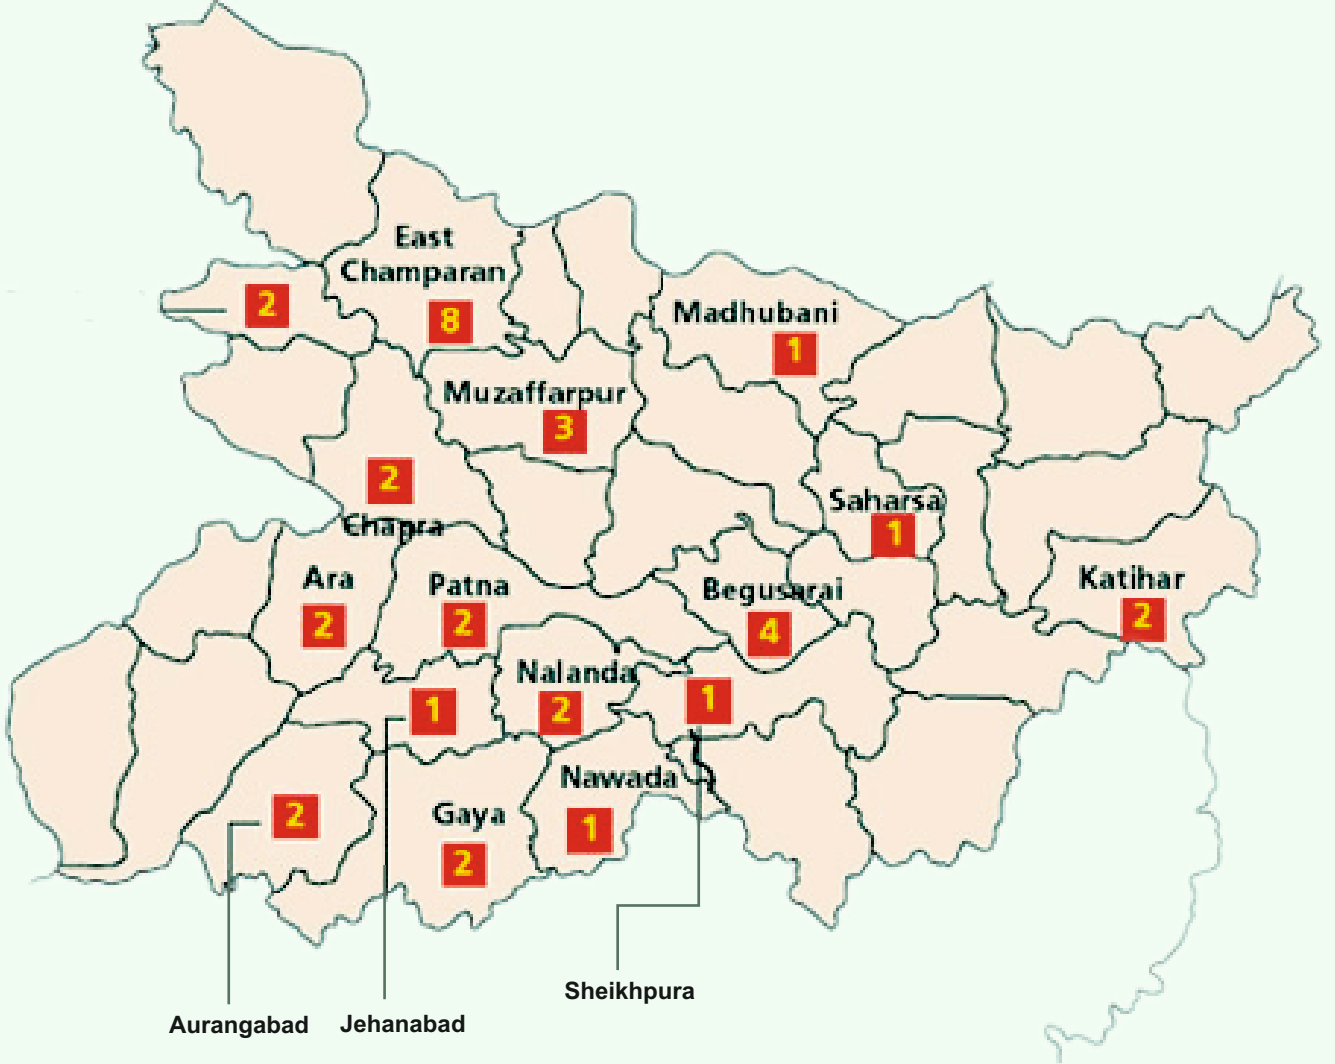 East
Champaran
2
8
Madhubani
1
Muzaffarpur
3
2
Chapra
Saharsa
1
Ara
2
Patna
2
Begusarai
4
Katihar
2
1
Nalanda
2
1
2
Gaya
2
Nawada
1
Sheikhpura
Aurangabad
Jehanabad